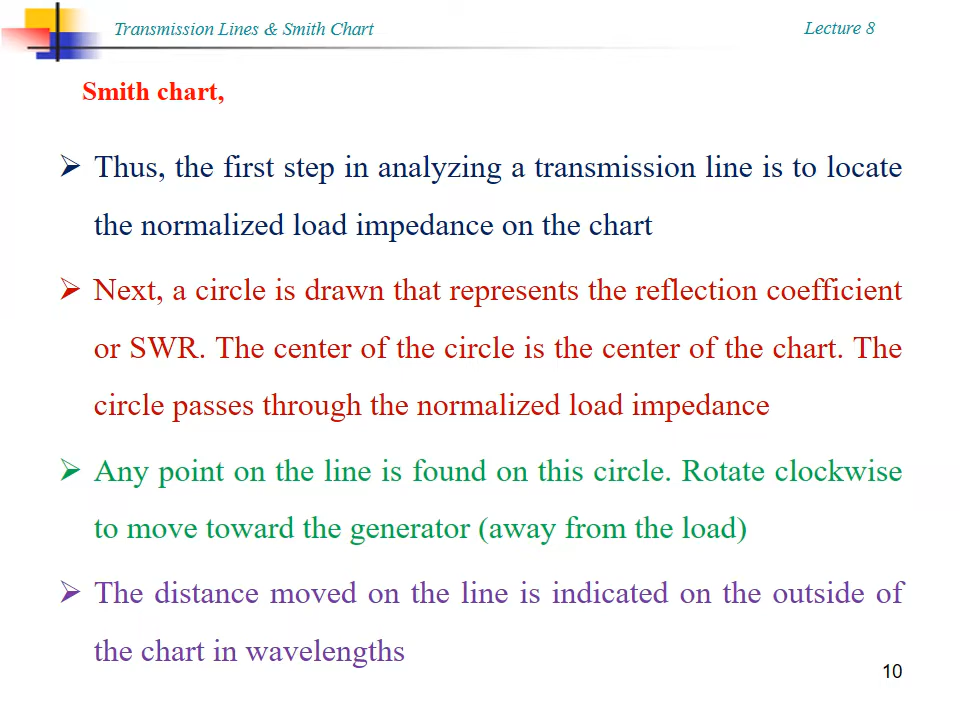 Transmission Lines & Smith Chart
Lecture 8
Smith chart,
➢ Thus, the first step in analyzing a transmission line is to locate
the normalized load impedance on the chart
➢ Next, a circle is drawn that represents the reflection coefficient
or SWR. The center of the circle is the center of the chart. The
circle passes through the normalized load impedance
➢ Any point on the line is found on this circle. Rotate clockwise
to move toward the generator (away from the load)
➢ The distance moved on the line is indicated on the outside of
the chart in wavelengths
10